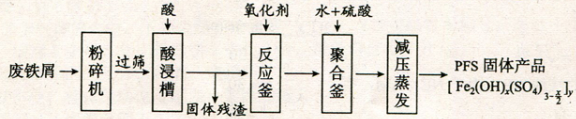 酸
氧化剂
水+硫酸
废铁屑
粉碎机
过筛
酸浸槽
固体残渣
反应釜
聚合釜
减压蒸发
PFS 固体产品
[Fe₂(OH)ₓ(SO₄)₃₋ₓ/₂]ᵧ